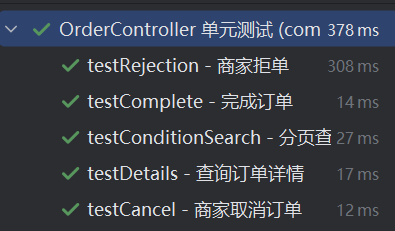 OrderController 单元测试 (com 378 ms
testRejection - 商家拒单 308 ms
testComplete - 完成订单 14 ms
testConditionSearch - 分页查 27 ms
testDetails - 查询订单详情 17 ms
testCancel - 商家取消订单 12 ms